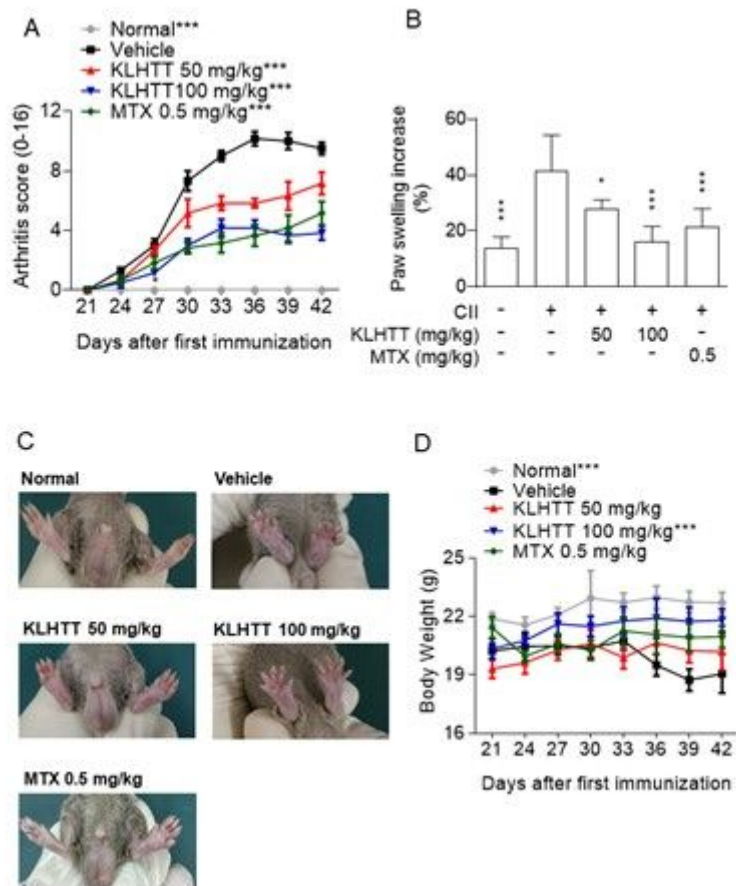 A
Normal***
Vehicle
KLHTT 50 mg/kg***
KLHTT100 mg/kg***
MTX 0.5 mg/kg***
Arthritis score (0-16)
12
8
4
0
21 24 27 30 33 36 39 42
Days after first immunization
B
Paw swelling increase
(%)
60
40
20
0
*** * *** ***
CII - + + + +
KLHTT (mg/kg) - - 50 100 -
MTX (mg/kg) - - - - 0.5
C
Normal Vehicle
KLHTT 50 mg/kg KLHTT 100 mg/kg
MTX 0.5 mg/kg
D
Normal***
Vehicle
KLHTT 50 mg/kg
KLHTT 100 mg/kg***
MTX 0.5 mg/kg
Body Weight (g)
25
22
19
16
21 24 27 30 33 36 39 42
Days after first immunization